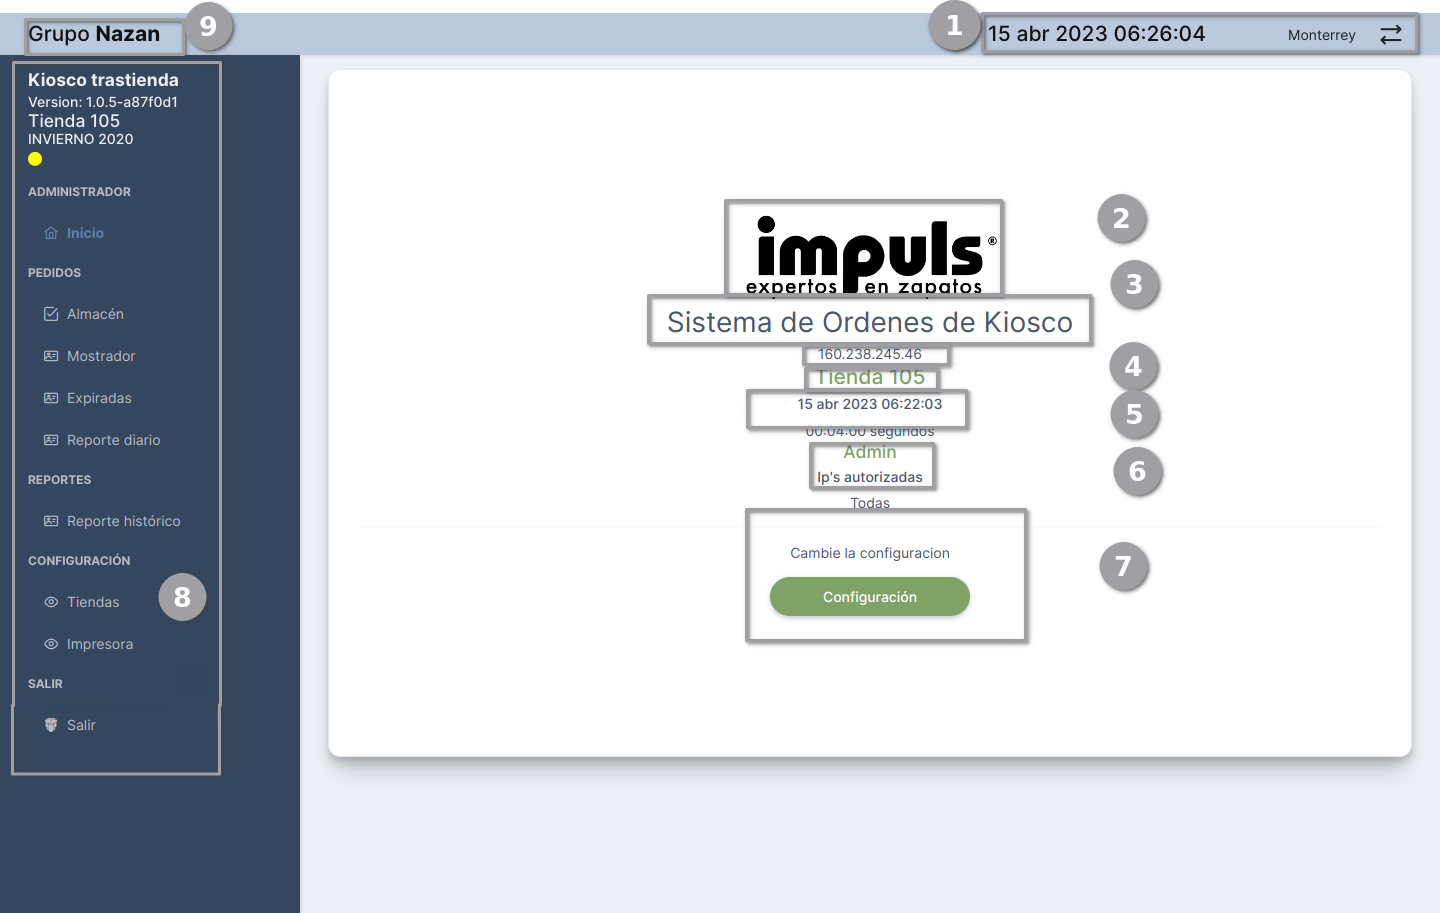 Grupo Nazan
9
1
15 abr 2023 06:26:04
Monterrey
Kiosco trastienda
Version: 1.0.5-a87f0d1
Tienda 105
INVIERNO 2020
ADMINISTRADOR
Inicio
PEDIDOS
Almacén
Mostrador
Expiradas
Reporte diario
REPORTES
Reporte histórico
CONFIGURACIÓN
Tiendas
8
Impresora
SALIR
Salir
impuls®
2
expertos en zapatos
3
Sistema de Ordenes de Kiosco
160.238.245.46
4
Tienda 105
15 abr 2023 06:22:03
5
00:04:00 segundos
Admin
6
Ip's autorizadas
Todas
Cambie la configuracion
7
Configuración